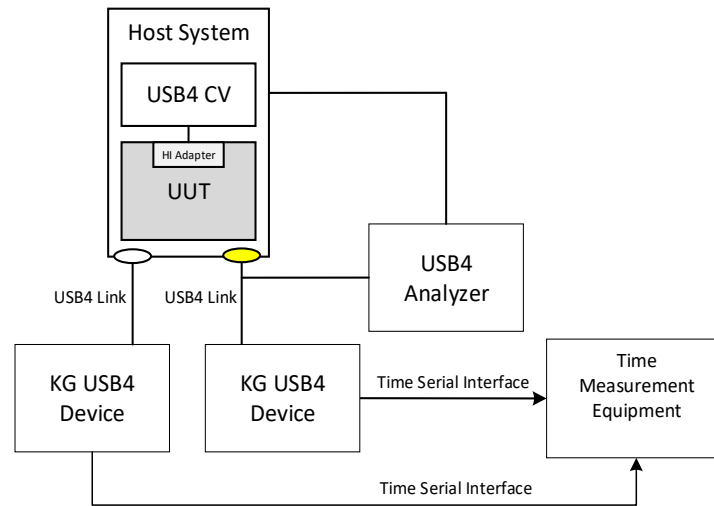 Host System
USB4 CV
HI Adapter
UUT
USB4
Analyzer
USB4 Link
USB4 Link
KG USB4
Device
KG USB4
Device
Time Serial Interface
Time
Measurement
Equipment
Time Serial Interface